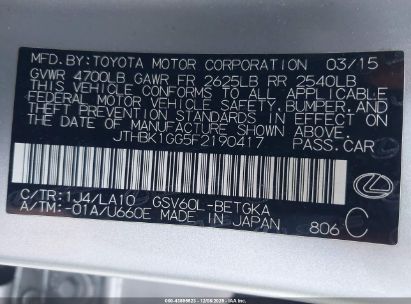 MFD.BY:TOYOTA MOTOR CORPORATION 03/15
GVWR 4700LB GAWR FR 2625LB RR 2540LB
THIS VEHICLE CONFORMS TO ALL APPLICABLE
FEDERAL MOTOR VEHICLE SAFETY,BUMPER,AND
THEFT PREVENTION STANDARDS IN EFFECT ON
THE DATE OF MANUFACTURE SHOWN ABOVE.
JTHBK1GG5F2190417 PASS.CAR
C/TR:1J4/LA10 GSV60L-BETGKA
A/TM:-01A/U660E MADE IN JAPAN 806 C